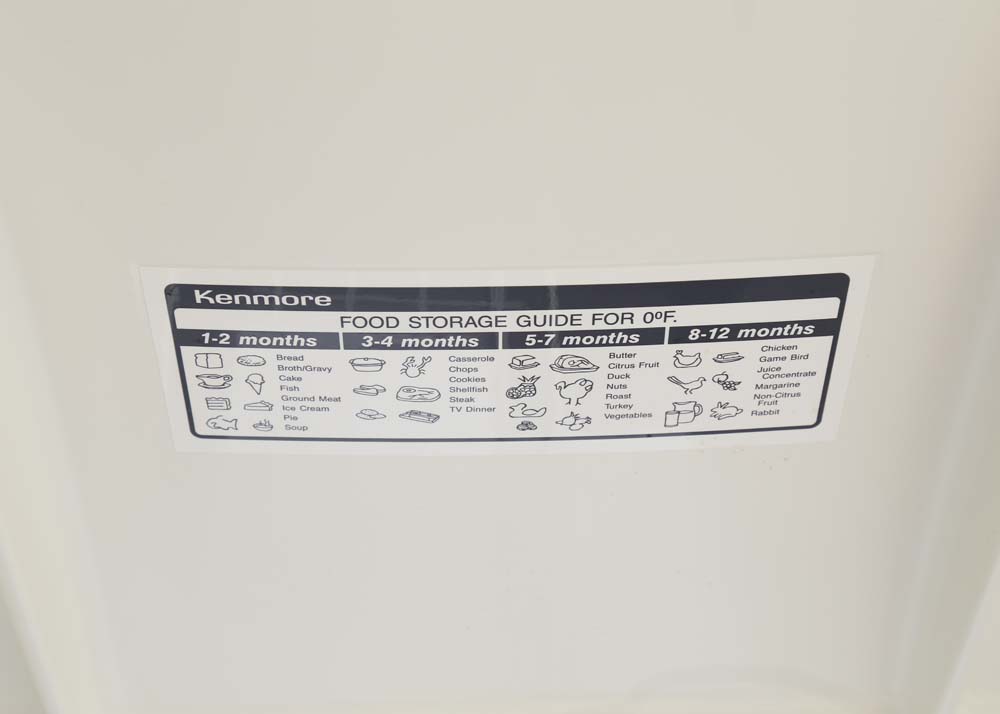 Kenmore
FOOD STORAGE GUIDE FOR 0ºF.
1-2 months
Bread
Broth/Gravy
Cake
Fish
Ground Meat
Ice Cream
Pie
Soup
3-4 months
Casserole
Chops
Cookies
Shellfish
Steak
TV Dinner
5-7 months
Butter
Citrus Fruit
Duck
Nuts
Roast
Turkey
Vegetables
8-12 months
Chicken
Game Bird
Juice
Concentrate
Margarine
Non-Citrus
Fruit
Rabbit